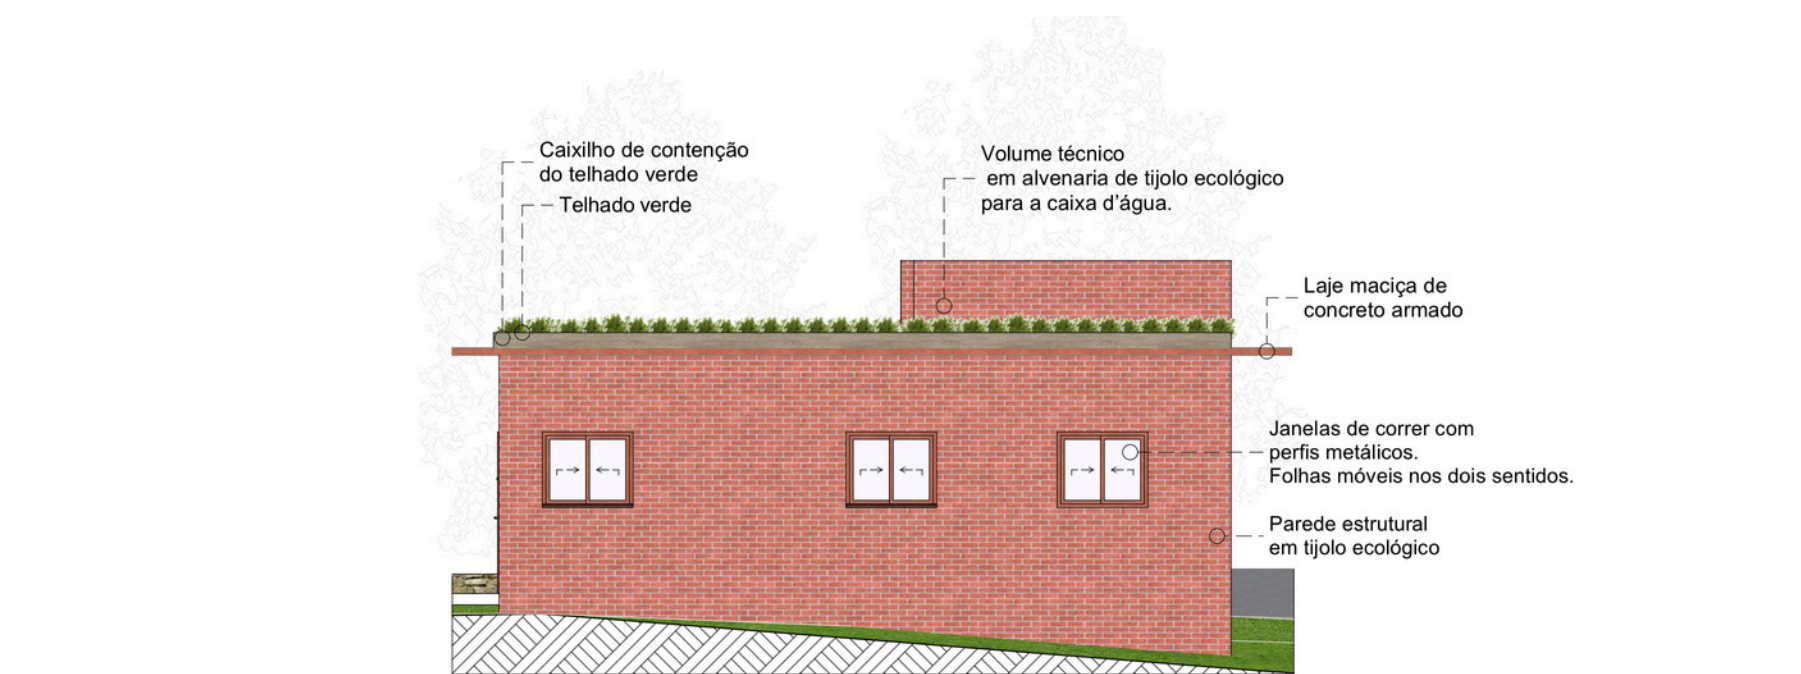 Caixilho de contenção
do telhado verde
Telhado verde
Volume técnico
em alvenaria de tijolo ecológico
para a caixa d'água.
Laje maciça de
concreto armado
Janelas de correr com
perfis metálicos.
Folhas móveis nos dois sentidos.
Parede estrutural
em tijolo ecológico